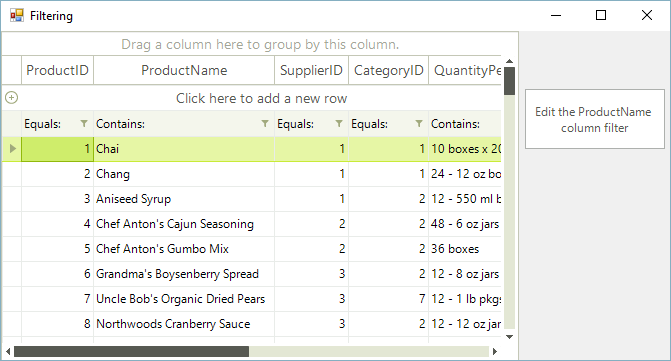 Filtering
Drag a column here to group by this column.
ProductID ProductName SupplierID CategoryID QuantityPe
Click here to add a new row
Equals: Contains: Equals: Equals: Contains:
1 Chai 1 1 10 boxes x 20
2 Chang 1 1 24 - 12 oz bo
3 Aniseed Syrup 1 2 12 - 550 ml b
4 Chef Anton's Cajun Seasoning 2 2 48 - 6 oz jars
5 Chef Anton's Gumbo Mix 2 2 36 boxes
6 Grandma's Boysenberry Spread 3 2 12 - 8 oz jars
7 Uncle Bob's Organic Dried Pears 3 7 12 - 1 lb pkgs
8 Northwoods Cranberry Sauce 3 2 12 - 12 oz jar
Edit the ProductName
column filter